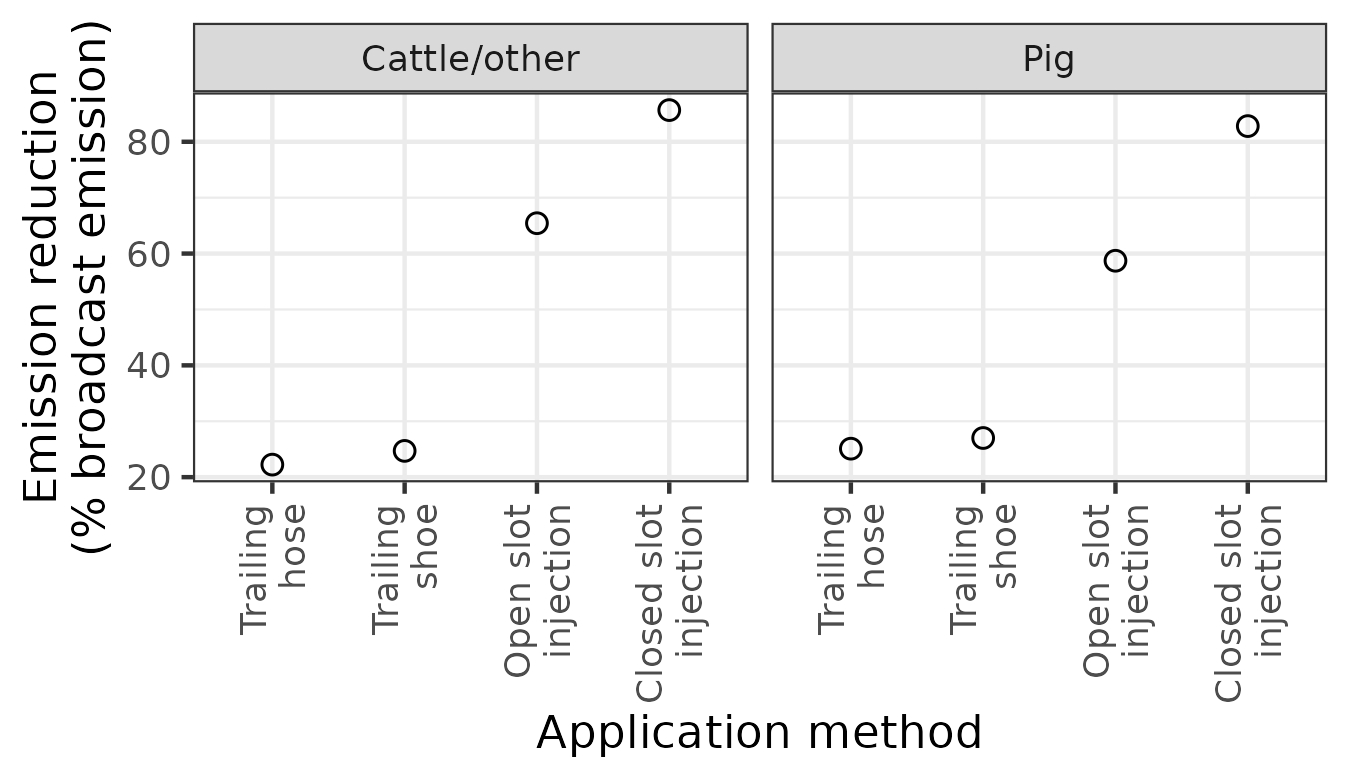 Emission reduction
(% broadcast emission)
Cattle/other
Pig
80
60
40
20
Trailing
hose
Trailing
shoe
Open slot
injection
Closed slot
injection
Trailing
hose
Trailing
shoe
Open slot
injection
Closed slot
injection
Application method